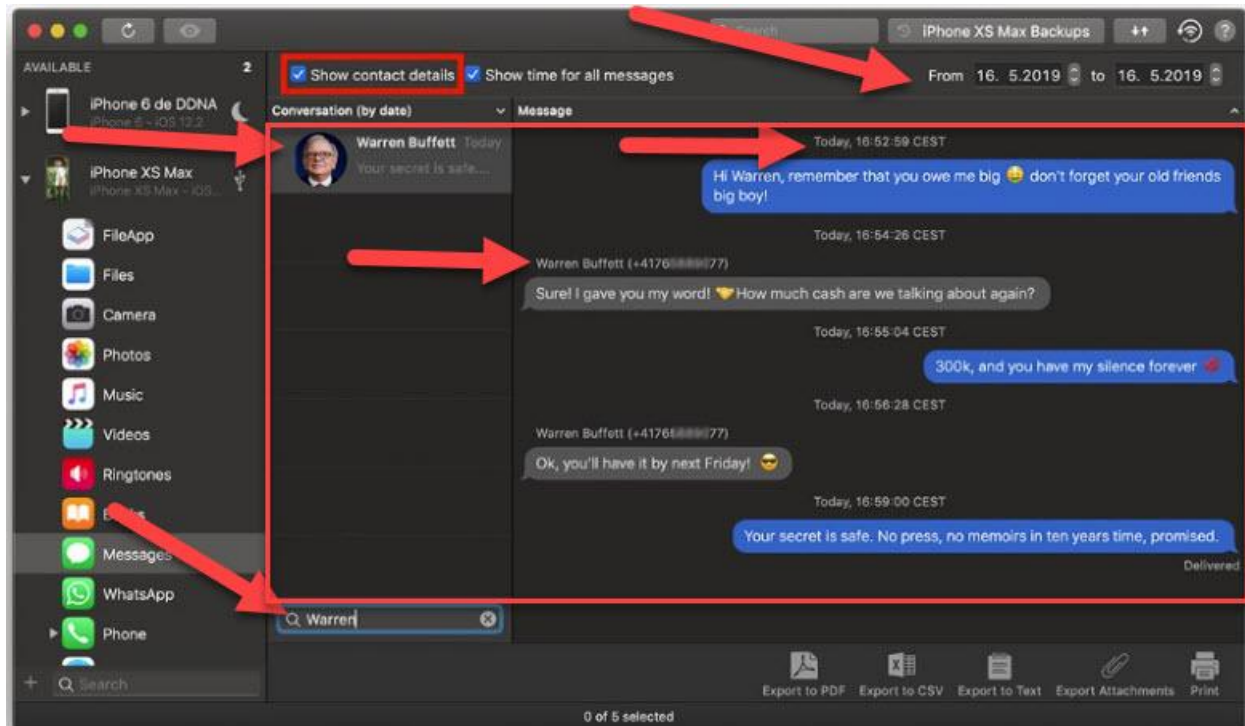 Search
iPhone XS Max Backups
?
AVAILABLE 2
Show contact details
Show time for all messages
From 16. 5.2019 to 16. 5.2019
iPhone 6 de DDNA
iPhone 6 - iOS 12.2
Conversation (by date)
Message
Warren Buffett Today
Your secret is safe....
Today, 16:52:59 CEST
Hi Warren, remember that you owe me big 🤑 don't forget your old friends
big boy!
iPhone XS Max
iPhone XS Max - iOS...
FileApp
Files
Camera
Photos
Music
Videos
Ringtones
Messages
WhatsApp
Phone
Search
Today, 16:54:26 CEST
Warren Buffett (+4176 77)
Sure! I gave you my word! 🤝 How much cash are we talking about again?
Today, 16:55:04 CEST
300k, and you have my silence forever
Today, 16:56:28 CEST
Warren Buffett (+4176 77)
Ok, you'll have it by next Friday! 😎
Today, 16:59:00 CEST
Your secret is safe. No press, no memoirs in ten years time, promised.
Delivered
Warren
Export to PDF
Export to CSV
Export to Text
Export Attachments
Print
0 of 5 selected